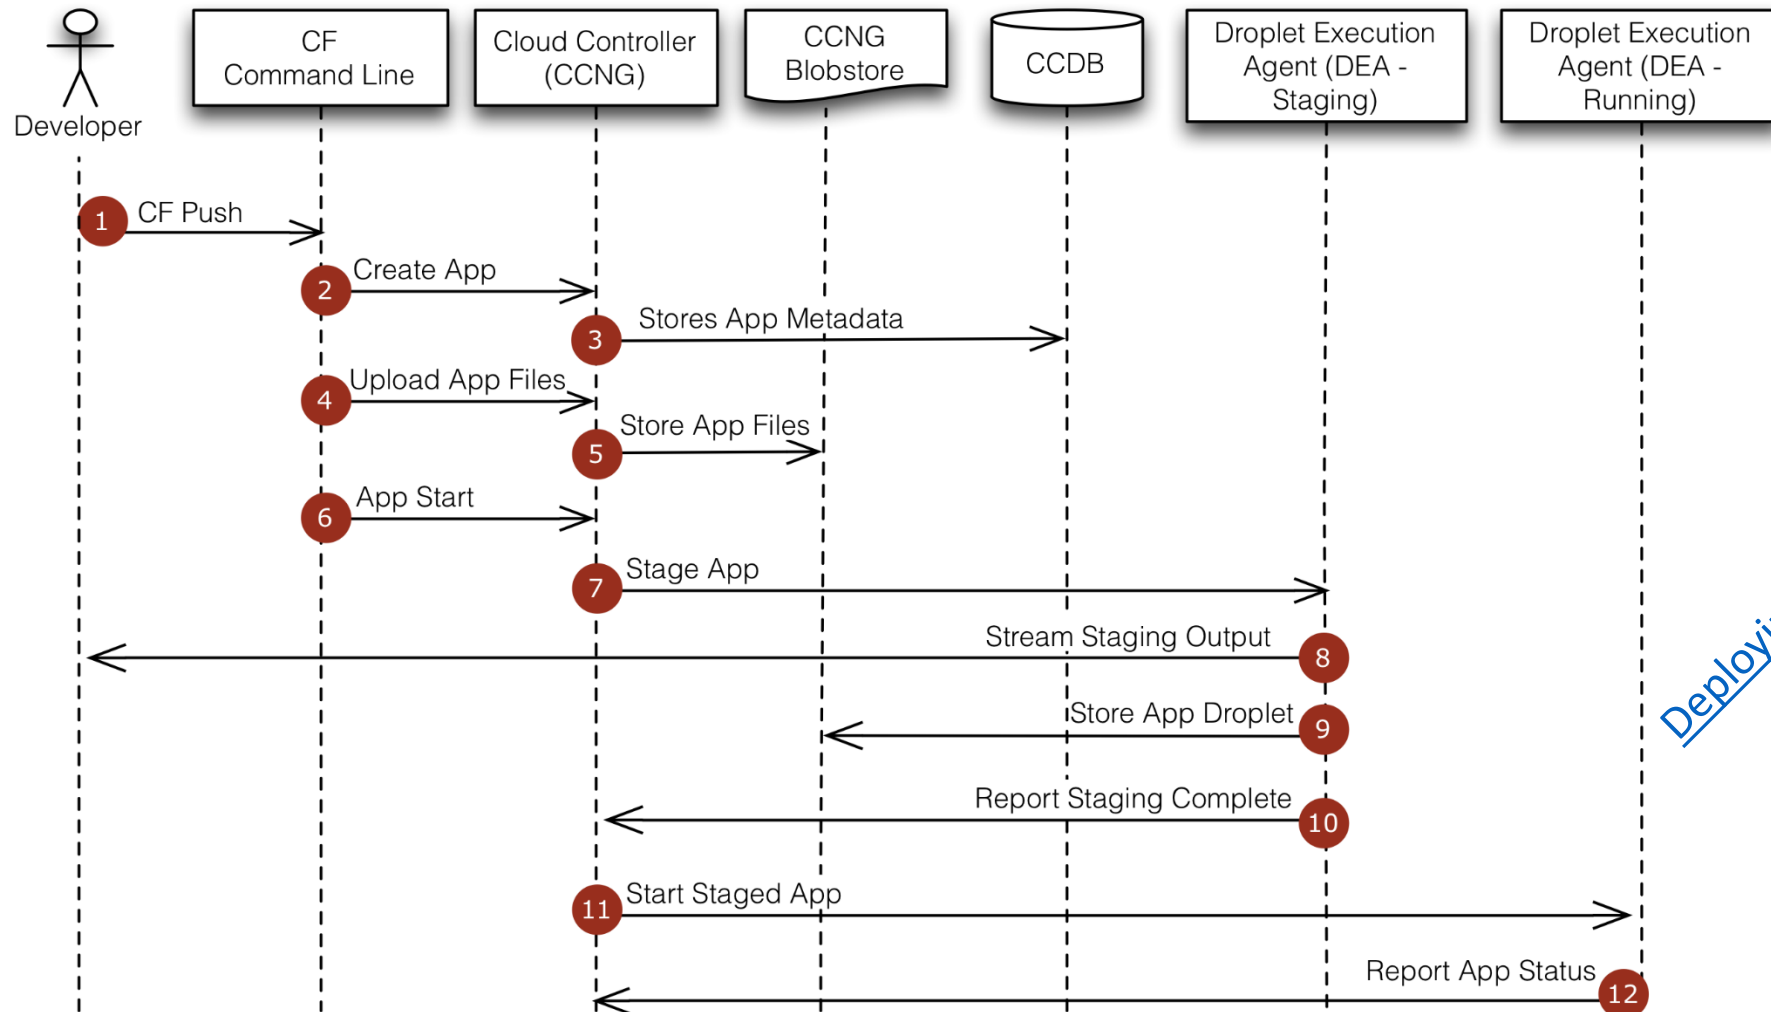 CF
Command Line
Cloud Controller
(CCNG)
CCNG
Blobstore
CCDB
Droplet Execution
Agent (DEA -
Staging)
Droplet Execution
Agent (DEA -
Running)
Developer
1 CF Push
2 Create App
3 Stores App Metadata
4 Upload App Files
5 Store App Files
6 App Start
7 Stage App
Stream Staging Output 8
Store App Droplet 9
Report Staging Complete 10
11 Start Staged App
Report App Status 12